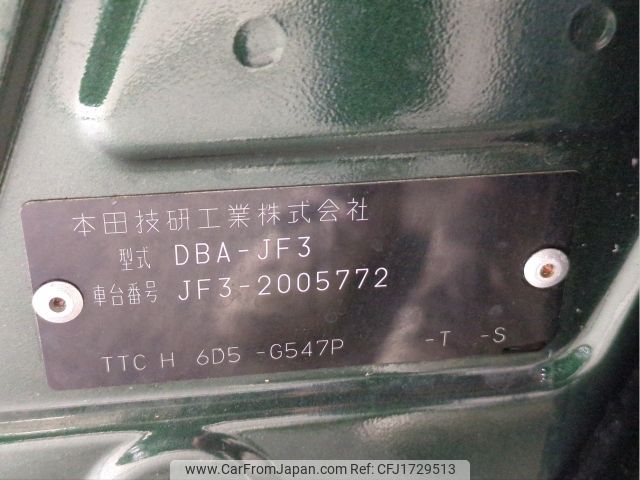 本田技研工業株式会社
型式 DBA-JF3
車台番号 JF3-2005772
TTC H 6D5 -G547P -T -S
www.CarFromJapan.com | CFJ1729513